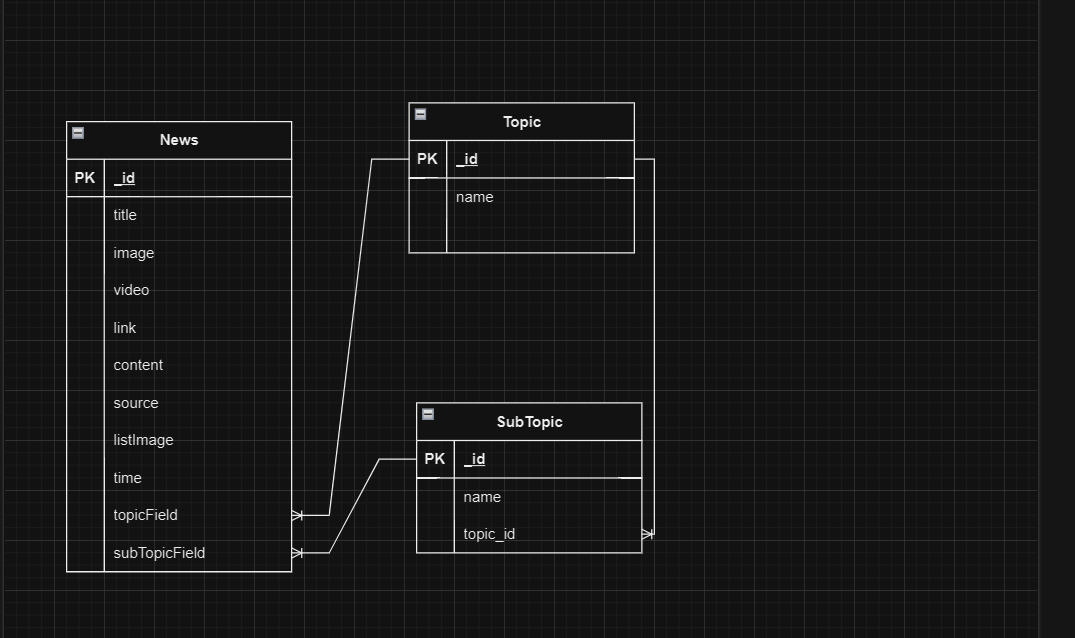 News
PK _id
title
image
video
link
content
source
listImage
time
topicField
subTopicField
Topic
PK _id
name
SubTopic
PK _id
name
topic_id